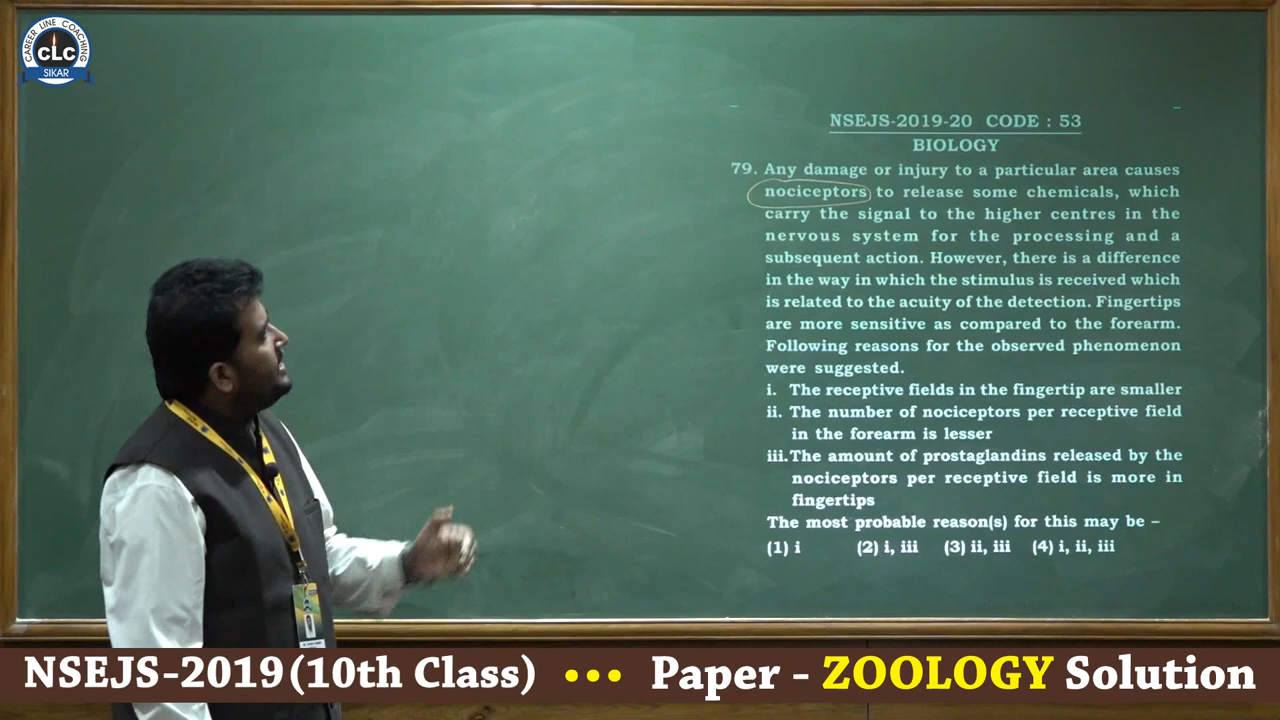 CAREER LINE COACHING
CLC
SIKAR
NSEJS-2019-20 CODE : 53
BIOLOGY
79. Any damage or injury to a particular area causes
nociceptors to release some chemicals, which
carry the signal to the higher centres in the
nervous system for the processing and a
subsequent action. However, there is a difference
in the way in which the stimulus is received which
is related to the acuity of the detection. Fingertips
are more sensitive as compared to the forearm.
Following reasons for the observed phenomenon
were suggested.
i. The receptive fields in the fingertip are smaller
ii. The number of nociceptors per receptive field
in the forearm is lesser
iii. The amount of prostaglandins released by the
nociceptors per receptive field is more in
fingertips
The most probable reason(s) for this may be –
(1) i (2) i, iii (3) ii, iii (4) i, ii, iii
NSEJS-2019(10th Class) ••• Paper - ZOOLOGY Solution